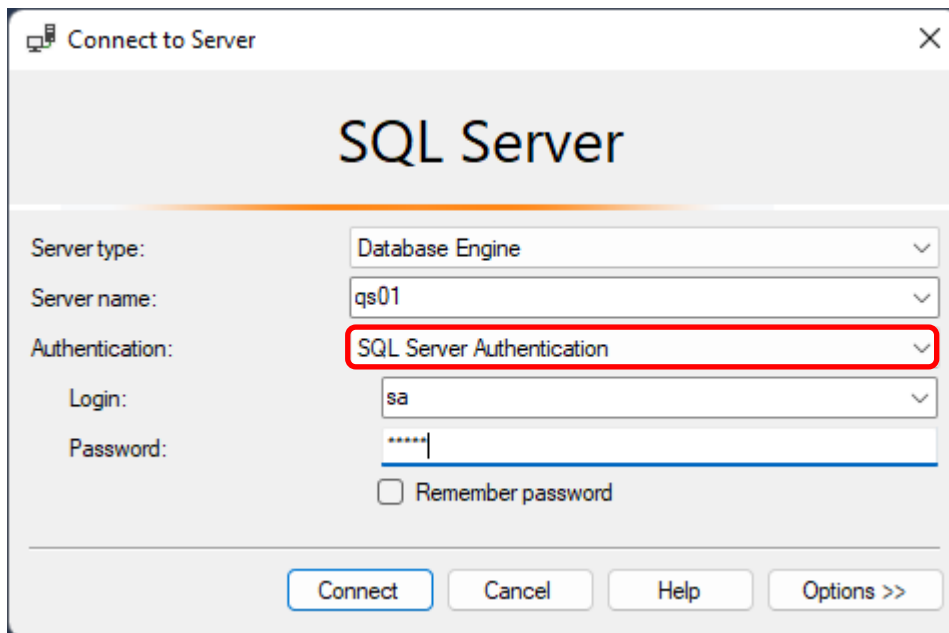 Connect to Server
SQL Server
Server type: Database Engine
Server name: qs01
Authentication: SQL Server Authentication
Login: sa
Password: *****
Remember password
Connect Cancel Help Options >>